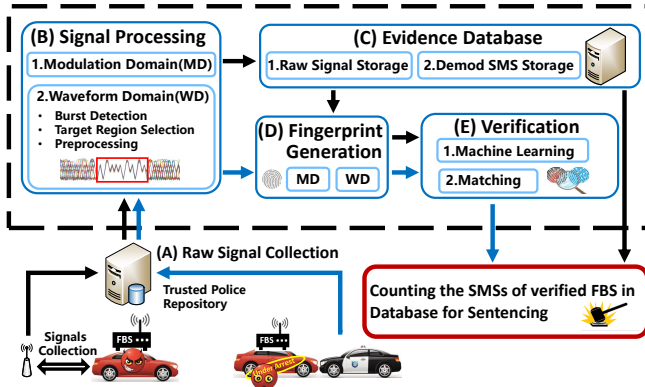 (B) Signal Processing
1.Modulation Domain(MD)
2.Waveform Domain(WD)
• Burst Detection
• Target Region Selection
• Preprocessing
(C) Evidence Database
1.Raw Signal Storage
2.Demod SMS Storage
(D) Fingerprint
Generation
MD
WD
(E) Verification
1.Machine Learning
2.Matching
(A) Raw Signal Collection
Trusted Police
Repository
Signals
Collection
FBS
FBS
Under Arrest
Counting the SMSs of verified FBS in
Database for Sentencing